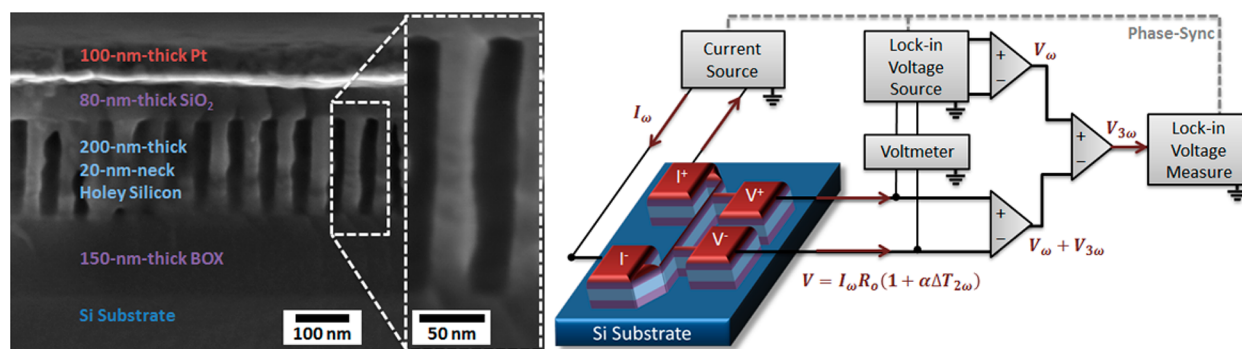 100-nm-thick Pt
80-nm-thick SiO₂
200-nm-thick
20-nm-neck
Holey Silicon
150-nm-thick BOX
Si Substrate
100 nm
50 nm
Phase-Sync
Current
Source
Lock-in
Voltage
Source
Voltmeter
Lock-in
Voltage
Measure
+
−
+
−
+
−
Vω
V3ω
Vω + V3ω
Iω
I⁺
V⁺
I⁻
V⁻
V = IωRo(1 + αΔT2ω)
Si Substrate